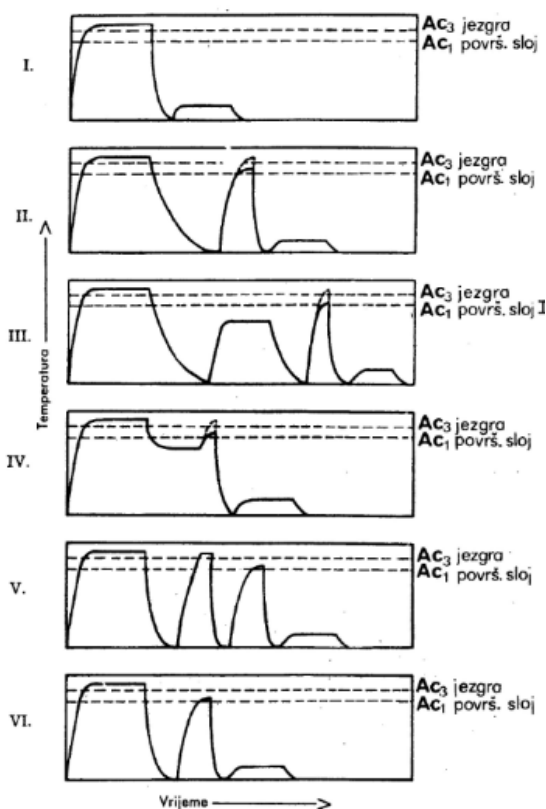 I.
Ac3 jezgra
Ac1 površ. sloj
II.
Ac3 jezgra
Ac1 površ. sloj
III.
Ac3 jezgra
Ac1 površ. sloj I
IV.
Ac3 jezgra
Ac1 površ. sloj
V.
Ac3 jezgra
Ac1 površ. sloj
VI.
Ac3 jezgra
Ac1 površ. sloj
Temperatura
Vrijeme